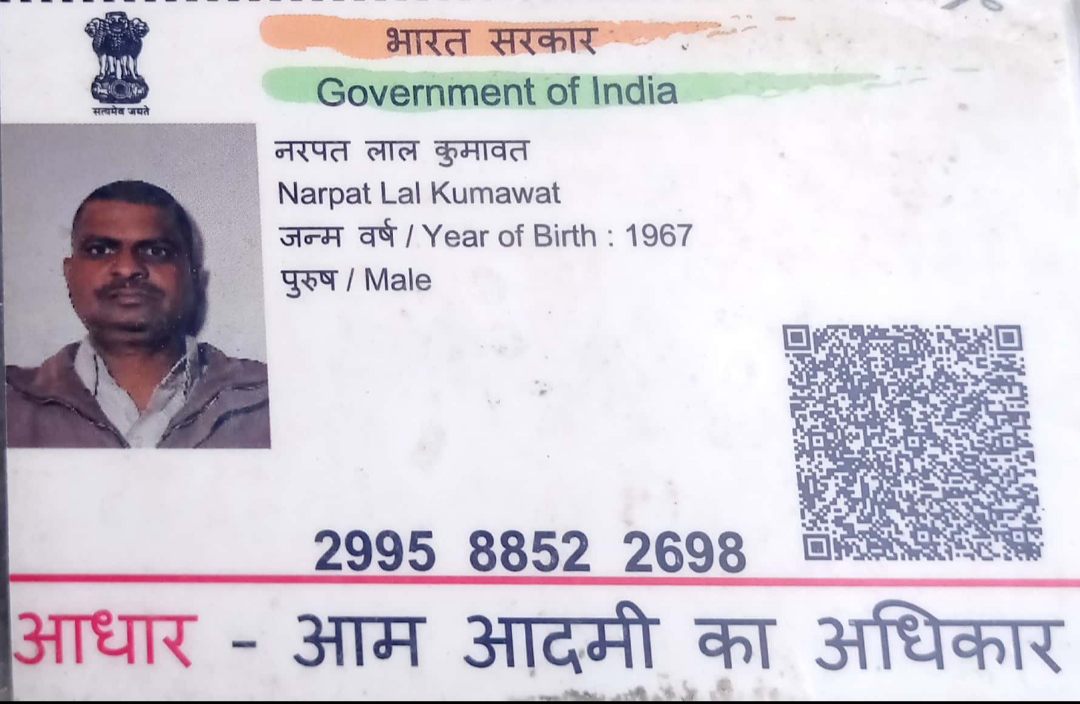 भारत सरकार
Government of India
सत्यमेव जयते
नरपत लाल कुमावत
Narpat Lal Kumawat
जन्म वर्ष / Year of Birth : 1967
पुरुष / Male
2995 8852 2698
आधार - आम आदमी का अधिकार